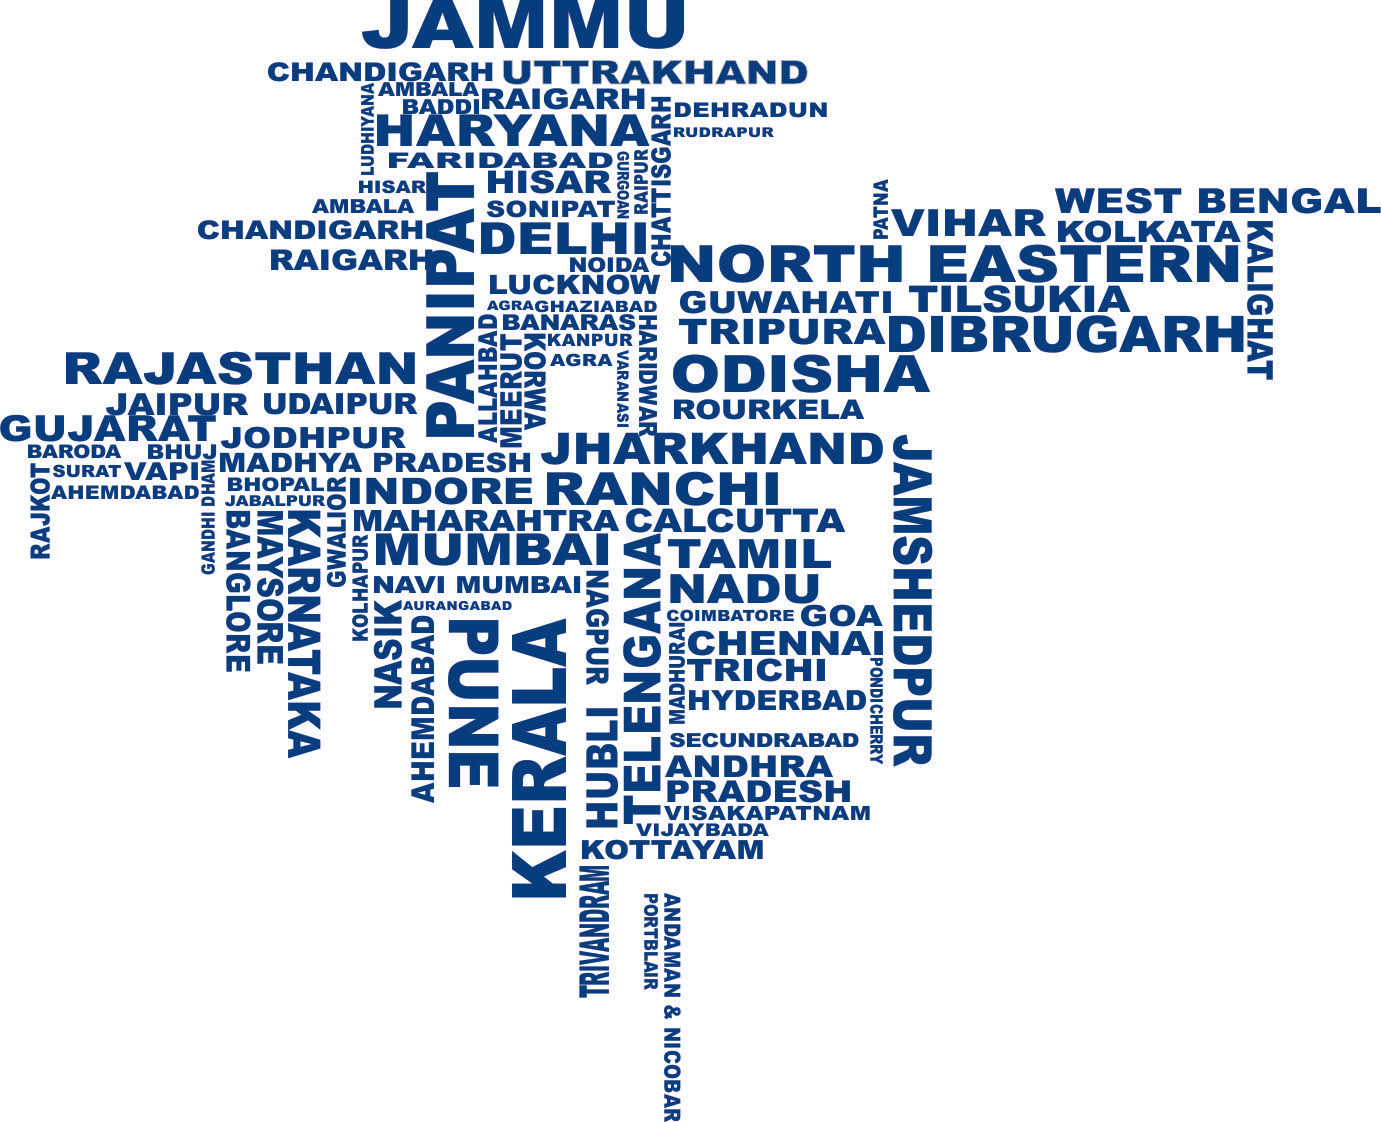 JAMMU
CHANDIGARH
UTTRAKHAND
AMBALA
LUDHIYANA
BADDI
RAIGARH
DEHRADUN
HARYANA
CHATTISGARH
RUDRAPUR
FARIDABAD
GURGOAN
RAIPUR
HISAR
PANIPAT
HISAR
AMBALA
SONIPAT
CHANDIGARH
DELHI
RAIGARH
NOIDA
PATNA
VIHAR
WEST BENGAL
KOLKATA
KALIGHAT
NORTH EASTERN
LUCKNOW
GUWAHATI
TILSUKIA
AGRA
GHAZIABAD
BANARAS
HARIDWAR
TRIPURA
DIBRUGARH
ALLAHBAD
MEERUT
KORWA
KANPUR
AGRA
VARANASI
ODISHA
RAJASTHAN
JAIPUR
UDAIPUR
ROURKELA
GUJARAT
JODHPUR
BARODA
BHUJ
JHARKHAND
JAMSHEDPUR
RAJKOT
SURAT
VAPI
GANDHI DHAM
MADHYA PRADESH
AHEMDABAD
BHOPAL
JABALPUR
GWALIOR
INDORE
RANCHI
BANGLORE
MAYSORE
KARNATAKA
MAHARAHTRA
CALCUTTA
KOLHAPUR
MUMBAI
TELENGANA
TAMIL
NADU
NAVI MUMBAI
NAGPUR
NASIK
AURANGABAD
COIMBATORE
GOA
AHEMDABAD
PUNE
KERALA
MADHURAI
CHENNAI
TRICHI
PONDICHERRY
HYDERBAD
HUBLI
SECUNDRABAD
ANDHRA
PRADESH
VISAKAPATNAM
VIJAYBADA
KOTTAYAM
TRIVANDRAM
PORTBLAIR
ANDAMAN & NICOBAR